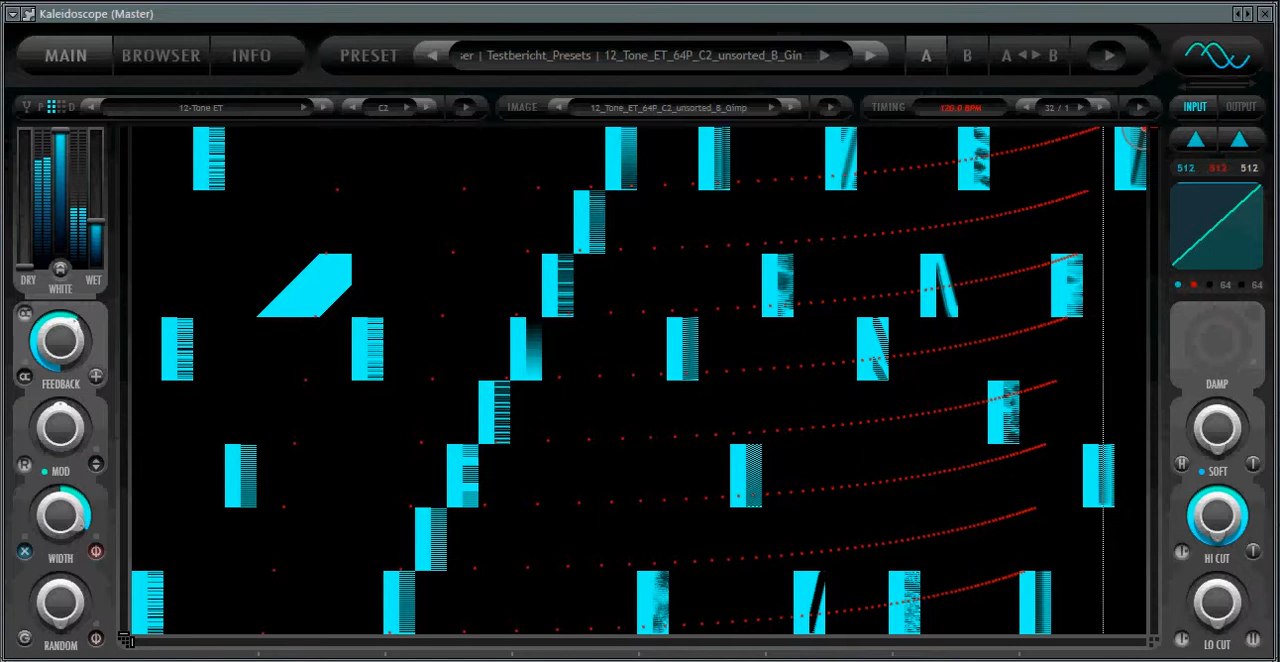 Kaleidoscope (Master)
MAIN BROWSER INFO PRESET ser | Testbericht_Presets | 12_Tone_ET_64P_C2_unsorted_B_Gim A B A B
12-Tone ET C2 IMAGE 12_Tone_ET_64P_C2_unsorted_B_Gimp TIMING 120.0 BPM 32 / 1 INPUT OUTPUT
512 512 512
DRY WET
WHITE
64 64
FEEDBACK
DAMP
R MOD
H SOFT
WIDTH
HI CUT
G RANDOM
LO CUT